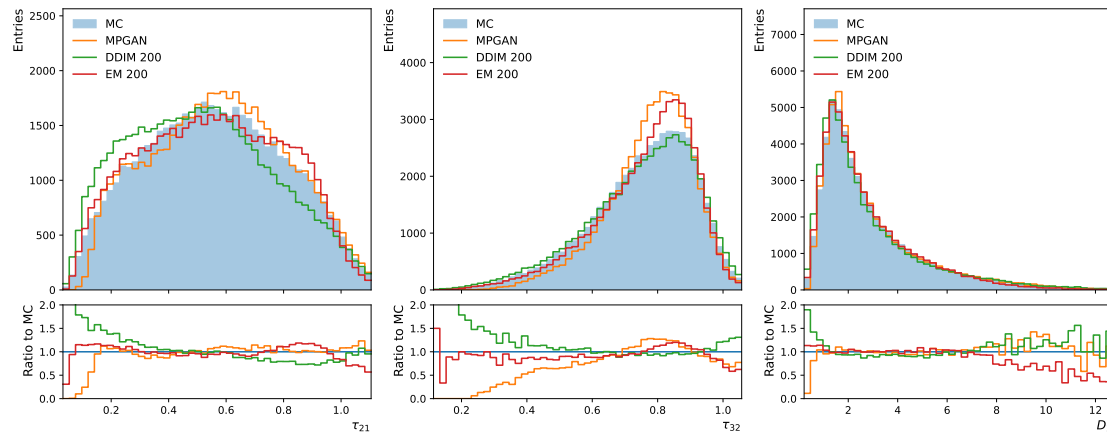 Entries
2500
2000
1500
1000
500
0
MC
MPGAN
DDIM 200
EM 200
Ratio to MC
2.0
1.5
1.0
0.5
0.0
0.2 0.4 0.6 0.8 1.0
τ21
Entries
4000
3000
2000
1000
0
MC
MPGAN
DDIM 200
EM 200
Ratio to MC
2.0
1.5
1.0
0.5
0.0
0.2 0.4 0.6 0.8 1.0
τ32
Entries
7000
6000
5000
4000
3000
2000
1000
0
MC
MPGAN
DDIM 200
EM 200
Ratio to MC
2.0
1.5
1.0
0.5
0.0
2 4 6 8 10 12
D